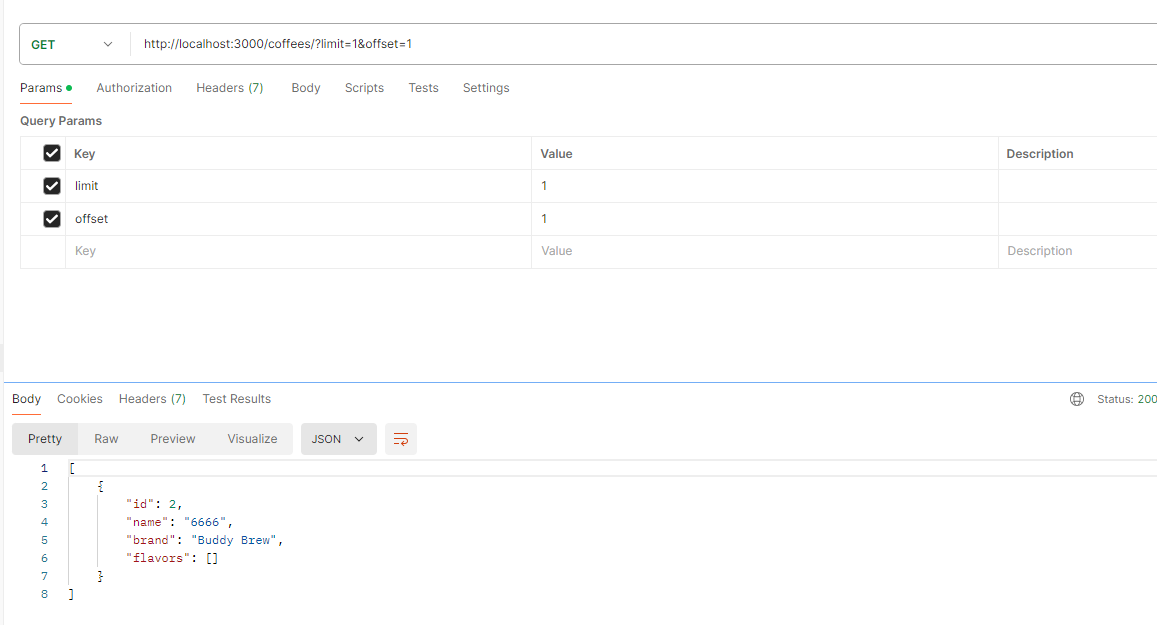 GET http://localhost:3000/coffees/?limit=1&offset=1
Params Authorization Headers (7) Body Scripts Tests Settings
Query Params
Key Value Description
limit 1
offset 1
Key Value Description
Body Cookies Headers (7) Test Results Status: 200
Pretty Raw Preview Visualize JSON
1 [
2 {
3 "id": 2,
4 "name": "6666",
5 "brand": "Buddy Brew",
6 "flavors": []
7 }
8 ]